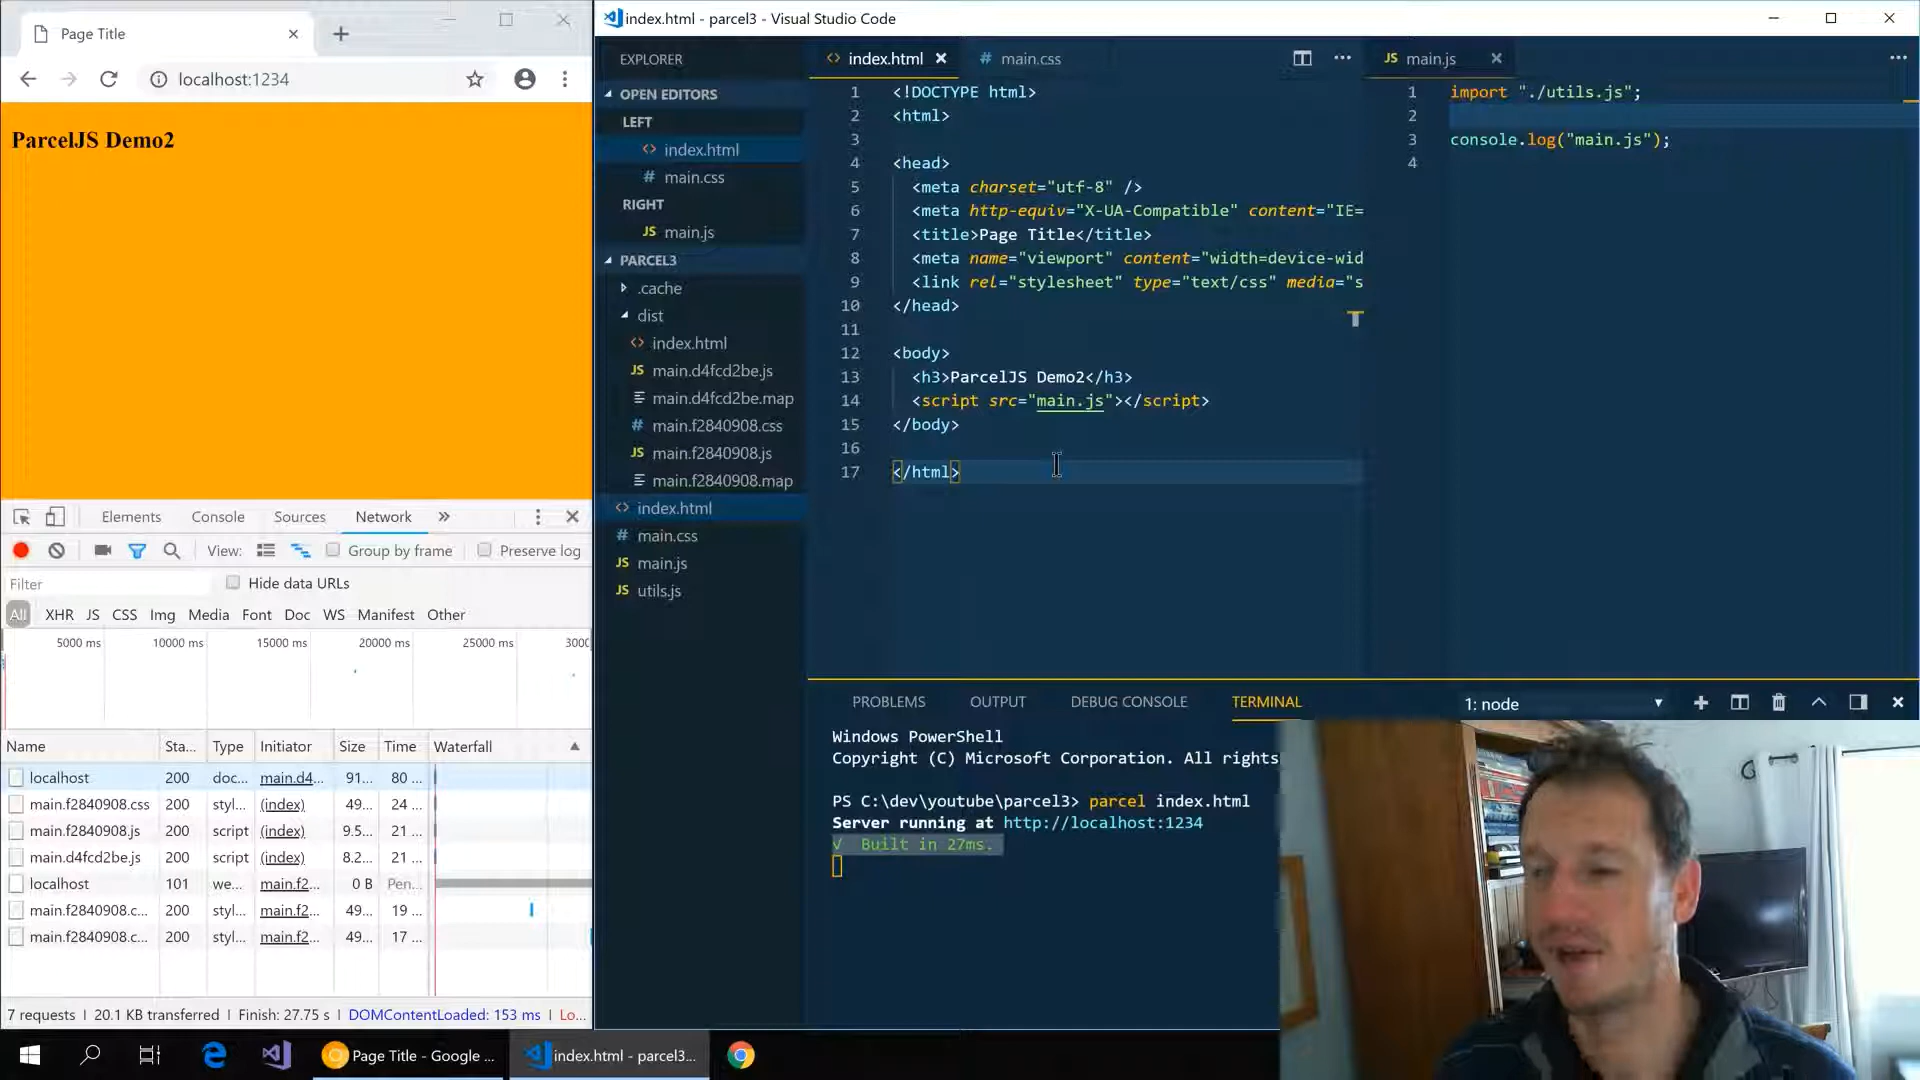 Page Title
localhost:1234
ParcelJS Demo2
Elements
Console
Sources
Network
View:
Group by frame
Preserve log
Filter
Hide data URLs
All
XHR
JS
CSS
Img
Media
Font
Doc
WS
Manifest
Other
5000 ms
10000 ms
15000 ms
20000 ms
25000 ms
3000
Name Sta... Type Initiator Size Time Waterfall
localhost 200 doc... main.d4... 91... 80 ...
main.f2840908.css 200 styl... (index) 49... 24 ...
main.f2840908.js 200 script (index) 9.5... 21 ...
main.d4fcd2be.js 200 script (index) 8.2... 21 ...
localhost 101 we... main.f2... 0 B Pen...
main.f2840908.c... 200 styl... main.f2... 49... 19 ...
main.f2840908.c... 200 styl... main.f2... 49... 17 ...
7 requests | 20.1 KB transferred | Finish: 27.75 s | DOMContentLoaded: 153 ms | Lo...
index.html - parcel3 - Visual Studio Code
EXPLORER
OPEN EDITORS
LEFT
index.html
main.css
RIGHT
JS main.js
PARCEL3
.cache
dist
index.html
JS main.d4fcd2be.js
main.d4fcd2be.map
# main.f2840908.css
JS main.f2840908.js
main.f2840908.map
index.html
# main.css
JS main.js
JS utils.js
index.html
# main.css
1 <!DOCTYPE html>
2 <html>
3
4 <head>
5 <meta charset="utf-8" />
6 <meta http-equiv="X-UA-Compatible" content="IE=
7 <title>Page Title</title>
8 <meta name="viewport" content="width=device-wid
9 <link rel="stylesheet" type="text/css" media="s
10 </head>
11
12 <body>
13 <h3>ParcelJS Demo2</h3>
14 <script src="main.js"></script>
15 </body>
16
17 </html>
JS main.js
1 import "./utils.js";
2
3 console.log("main.js");
4
PROBLEMS
OUTPUT
DEBUG CONSOLE
TERMINAL
1: node
Windows PowerShell
Copyright (C) Microsoft Corporation. All rights
PS C:\dev\youtube\parcel3> parcel index.html
Server running at http://localhost:1234
√ Built in 27ms.
Page Title - Google ...
index.html - parcel3...